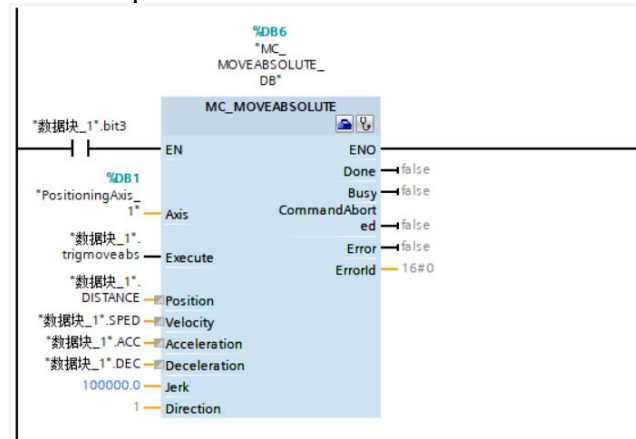 %DB6
"MC_
MOVEABSOLUTE_
DB"
MC_MOVEABSOLUTE
"数据块_1".bit3
EN
ENO
Done
false
Busy
false
CommandAbort
ed
false
Error
false
ErrorId
16#0
%DB1
"PositioningAxis_
1"
Axis
"数据块_1".
trigmoveabs
Execute
"数据块_1".
DISTANCE
Position
"数据块_1".SPED
Velocity
"数据块_1".ACC
Acceleration
"数据块_1".DEC
Deceleration
100000.0
Jerk
1
Direction